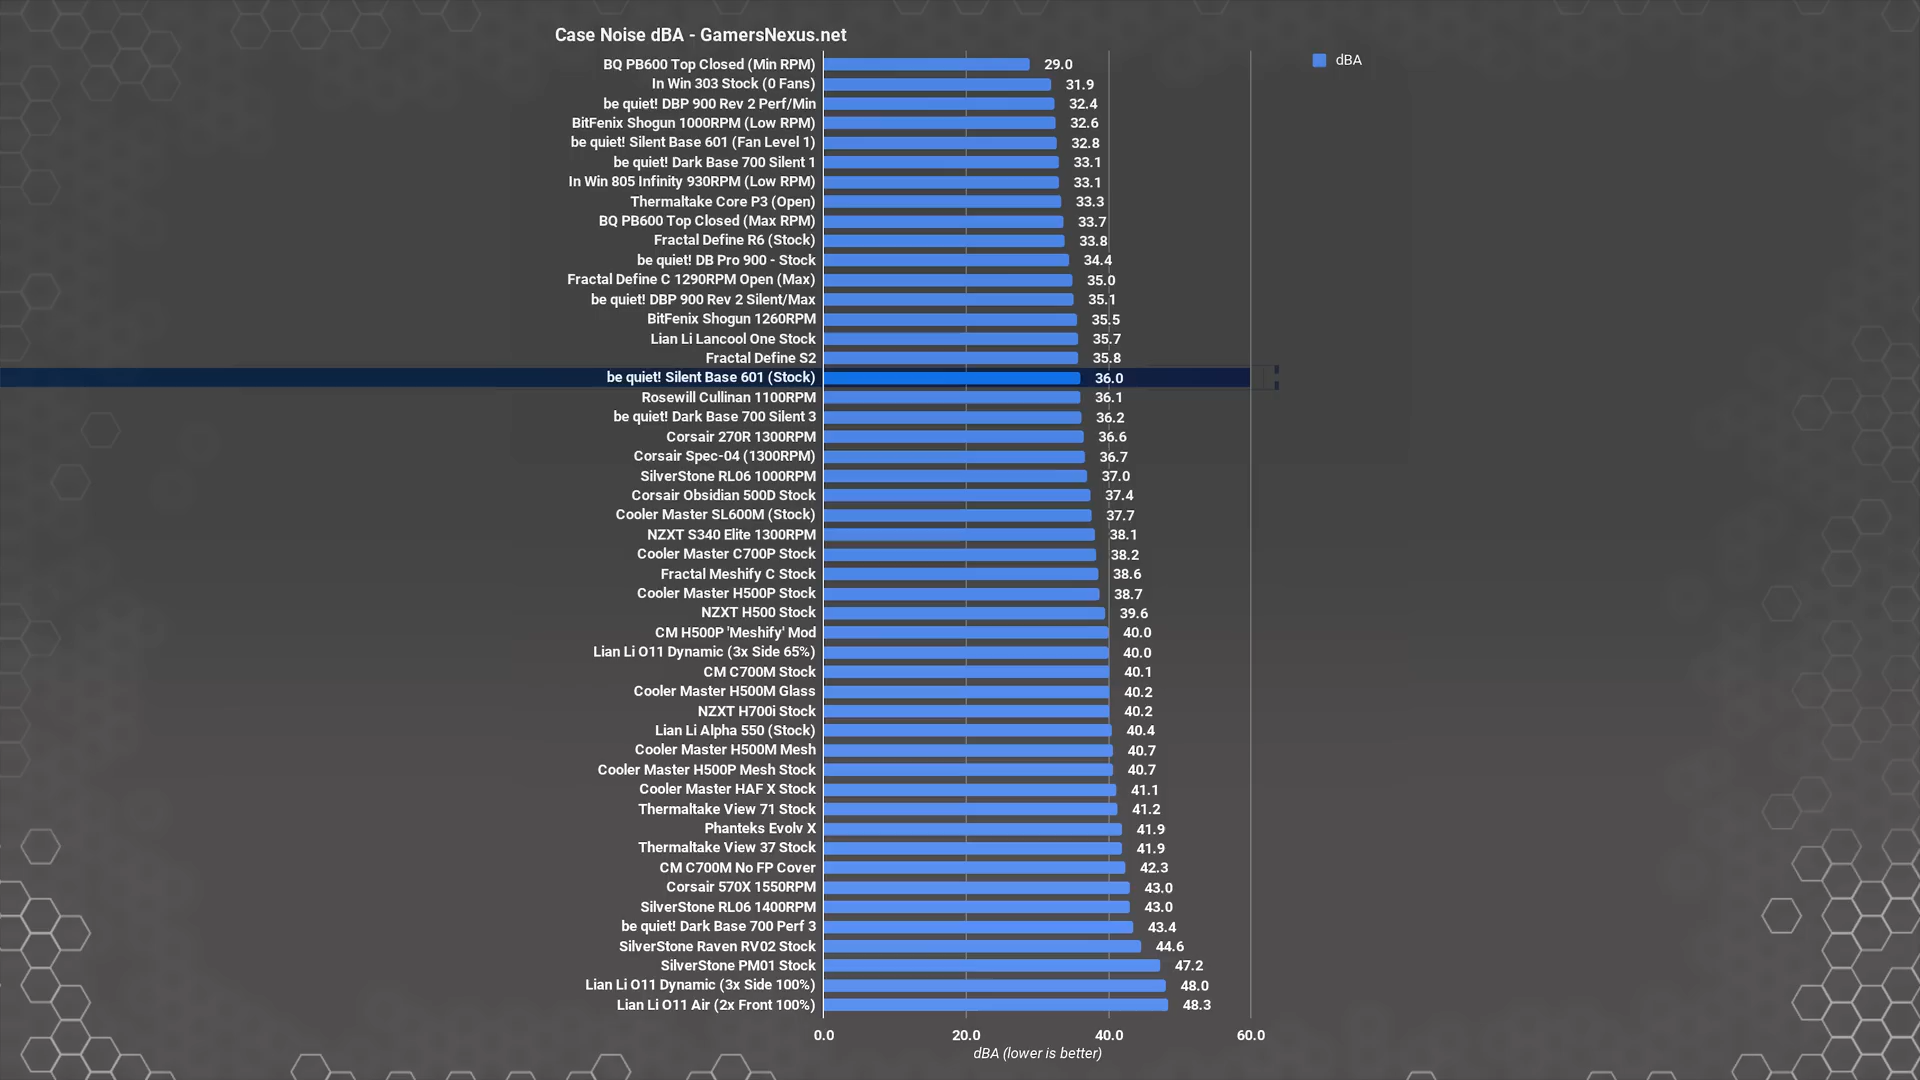 Case Noise dBA - GamersNexus.net
dBA
BQ PB600 Top Closed (Min RPM) 29.0
In Win 303 Stock (0 Fans) 31.9
be quiet! DBP 900 Rev 2 Perf/Min 32.4
BitFenix Shogun 1000RPM (Low RPM) 32.6
be quiet! Silent Base 601 (Fan Level 1) 32.8
be quiet! Dark Base 700 Silent 1 33.1
In Win 805 Infinity 930RPM (Low RPM) 33.1
Thermaltake Core P3 (Open) 33.3
BQ PB600 Top Closed (Max RPM) 33.7
Fractal Define R6 (Stock) 33.8
be quiet! DB Pro 900 - Stock 34.4
Fractal Define C 1290RPM Open (Max) 35.0
be quiet! DBP 900 Rev 2 Silent/Max 35.1
BitFenix Shogun 1260RPM 35.5
Lian Li Lancool One Stock 35.7
Fractal Define S2 35.8
be quiet! Silent Base 601 (Stock) 36.0
Rosewill Cullinan 1100RPM 36.1
be quiet! Dark Base 700 Silent 3 36.2
Corsair 270R 1300RPM 36.6
Corsair Spec-04 (1300RPM) 36.7
SilverStone RL06 1000RPM 37.0
Corsair Obsidian 500D Stock 37.4
Cooler Master SL600M (Stock) 37.7
NZXT S340 Elite 1300RPM 38.1
Cooler Master C700P Stock 38.2
Fractal Meshify C Stock 38.6
Cooler Master H500P Stock 38.7
NZXT H500 Stock 39.6
CM H500P 'Meshify' Mod 40.0
Lian Li O11 Dynamic (3x Side 65%) 40.0
CM C700M Stock 40.1
Cooler Master H500M Glass 40.2
NZXT H700i Stock 40.2
Lian Li Alpha 550 (Stock) 40.4
Cooler Master H500M Mesh 40.7
Cooler Master H500P Mesh Stock 40.7
Cooler Master HAF X Stock 41.1
Thermaltake View 71 Stock 41.2
Phanteks Evolv X 41.9
Thermaltake View 37 Stock 41.9
CM C700M No FP Cover 42.3
Corsair 570X 1550RPM 43.0
SilverStone RL06 1400RPM 43.0
be quiet! Dark Base 700 Perf 3 43.4
SilverStone Raven RV02 Stock 44.6
SilverStone PM01 Stock 47.2
Lian Li O11 Dynamic (3x Side 100%) 48.0
Lian Li O11 Air (2x Front 100%) 48.3
0.0 20.0 40.0 60.0
dBA (lower is better)